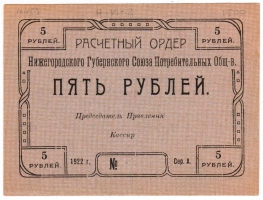 5 5
РУБЛЕЙ. РУБЛЕЙ.
РАСЧЕТНЫЙ ОРДЕР
Нижегородского Губернского Союза Потребительных Общ-в.
ПЯТЬ РУБЛЕЙ.
Председатель Правления
Кассир
5 1922 г. № Сер. А. 5
РУБЛЕЙ. РУБЛЕЙ.